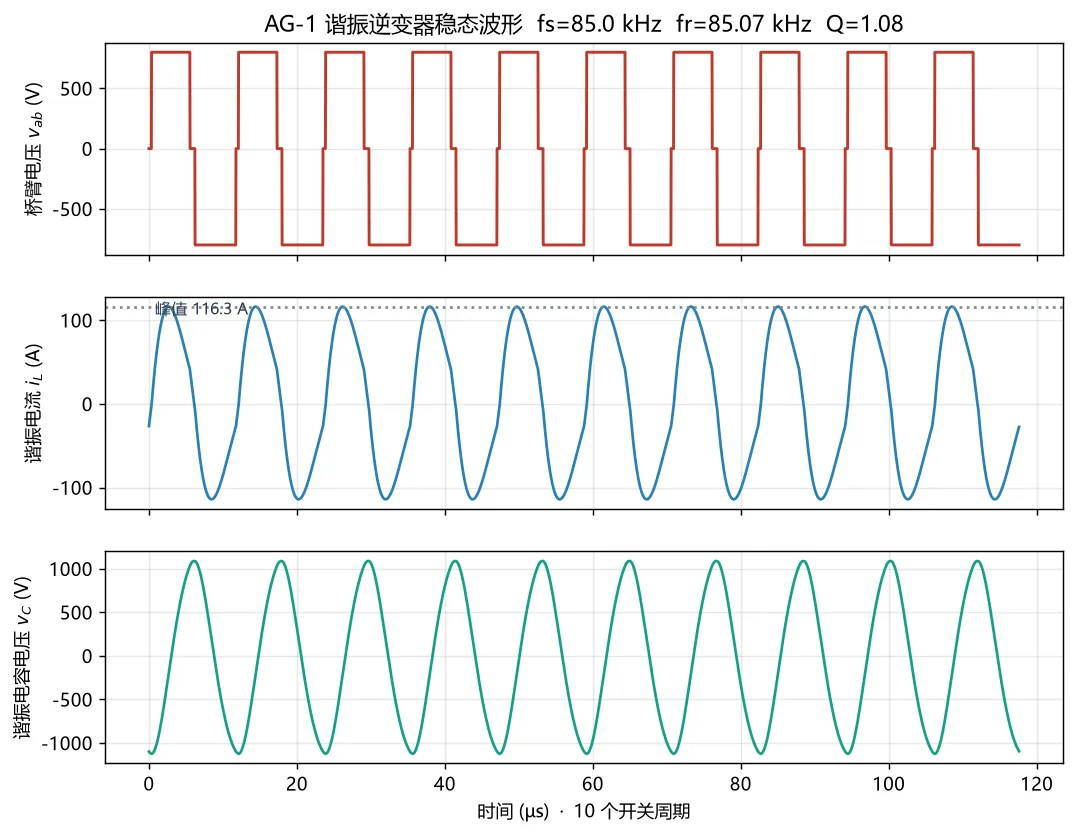 AG-1 谐振逆变器稳态波形 fs=85.0 kHz fr=85.07 kHz Q=1.08
桥臂电压 v_ab (V)
500
0
-500
谐振电流 i_L (A)
峰值 116.3 A
100
0
-100
谐振电容电压 v_C (V)
1000
500
0
-500
-1000
0 20 40 60 80 100 120
时间 (μs) · 10 个开关周期